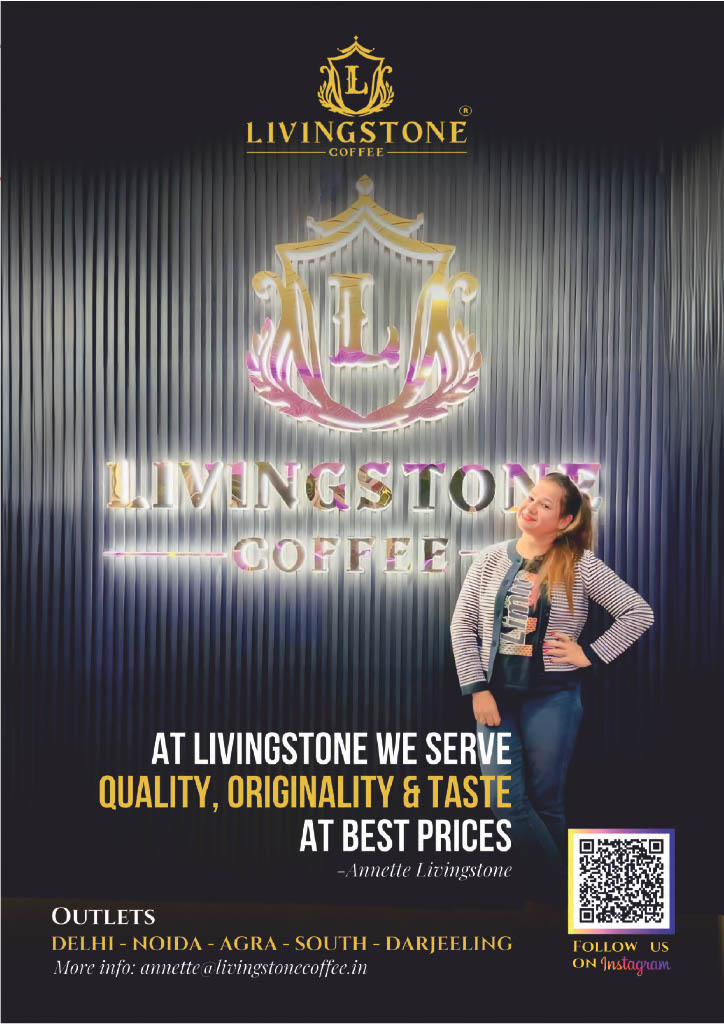 L
LIVINGSTONE ®
COFFEE
L
LIVINGSTONE
COFFEE
AT LIVINGSTONE WE SERVE
QUALITY, ORIGINALITY & TASTE
AT BEST PRICES
-Annette Livingstone
OUTLETS
DELHI - NOIDA - AGRA - SOUTH - DARJEELING
More info: annette@livingstonecoffee.in
FOLLOW US
ON Instagram